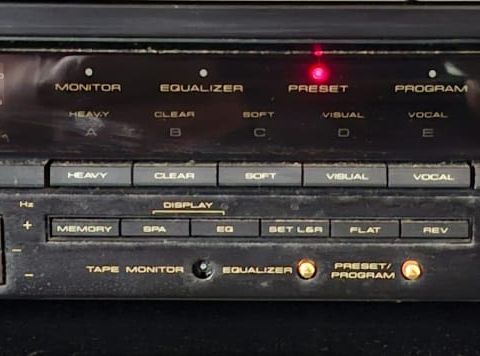 MONITOR EQUALIZER PRESET PROGRAM
HEAVY CLEAR SOFT VISUAL VOCAL
A B C D E
HEAVY CLEAR SOFT VISUAL VOCAL
Hz DISPLAY
+
MEMORY SPA EQ SET L&R FLAT REV
−
TAPE MONITOR EQUALIZER PRESET/
PROGRAM
−